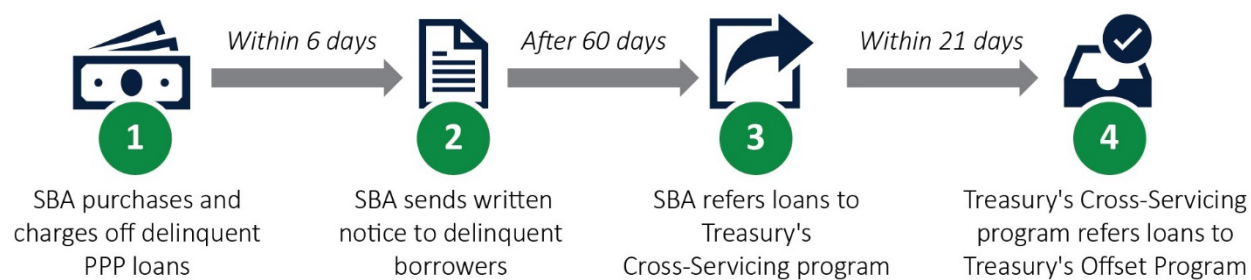 Within 6 days
After 60 days
Within 21 days
1
2
3
4
SBA purchases and
charges off delinquent
PPP loans
SBA sends written
notice to delinquent
borrowers
SBA refers loans to
Treasury's
Cross-Servicing program
Treasury's Cross-Servicing
program refers loans to
Treasury's Offset Program